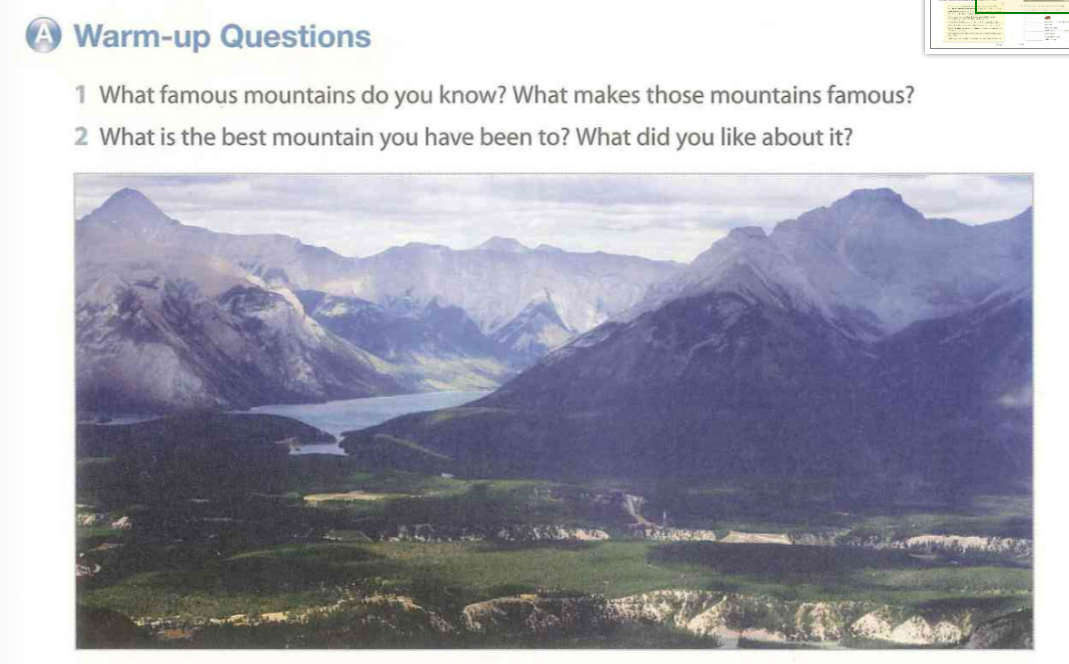 A Warm-up Questions
1 What famous mountains do you know? What makes those mountains famous?
2 What is the best mountain you have been to? What did you like about it?